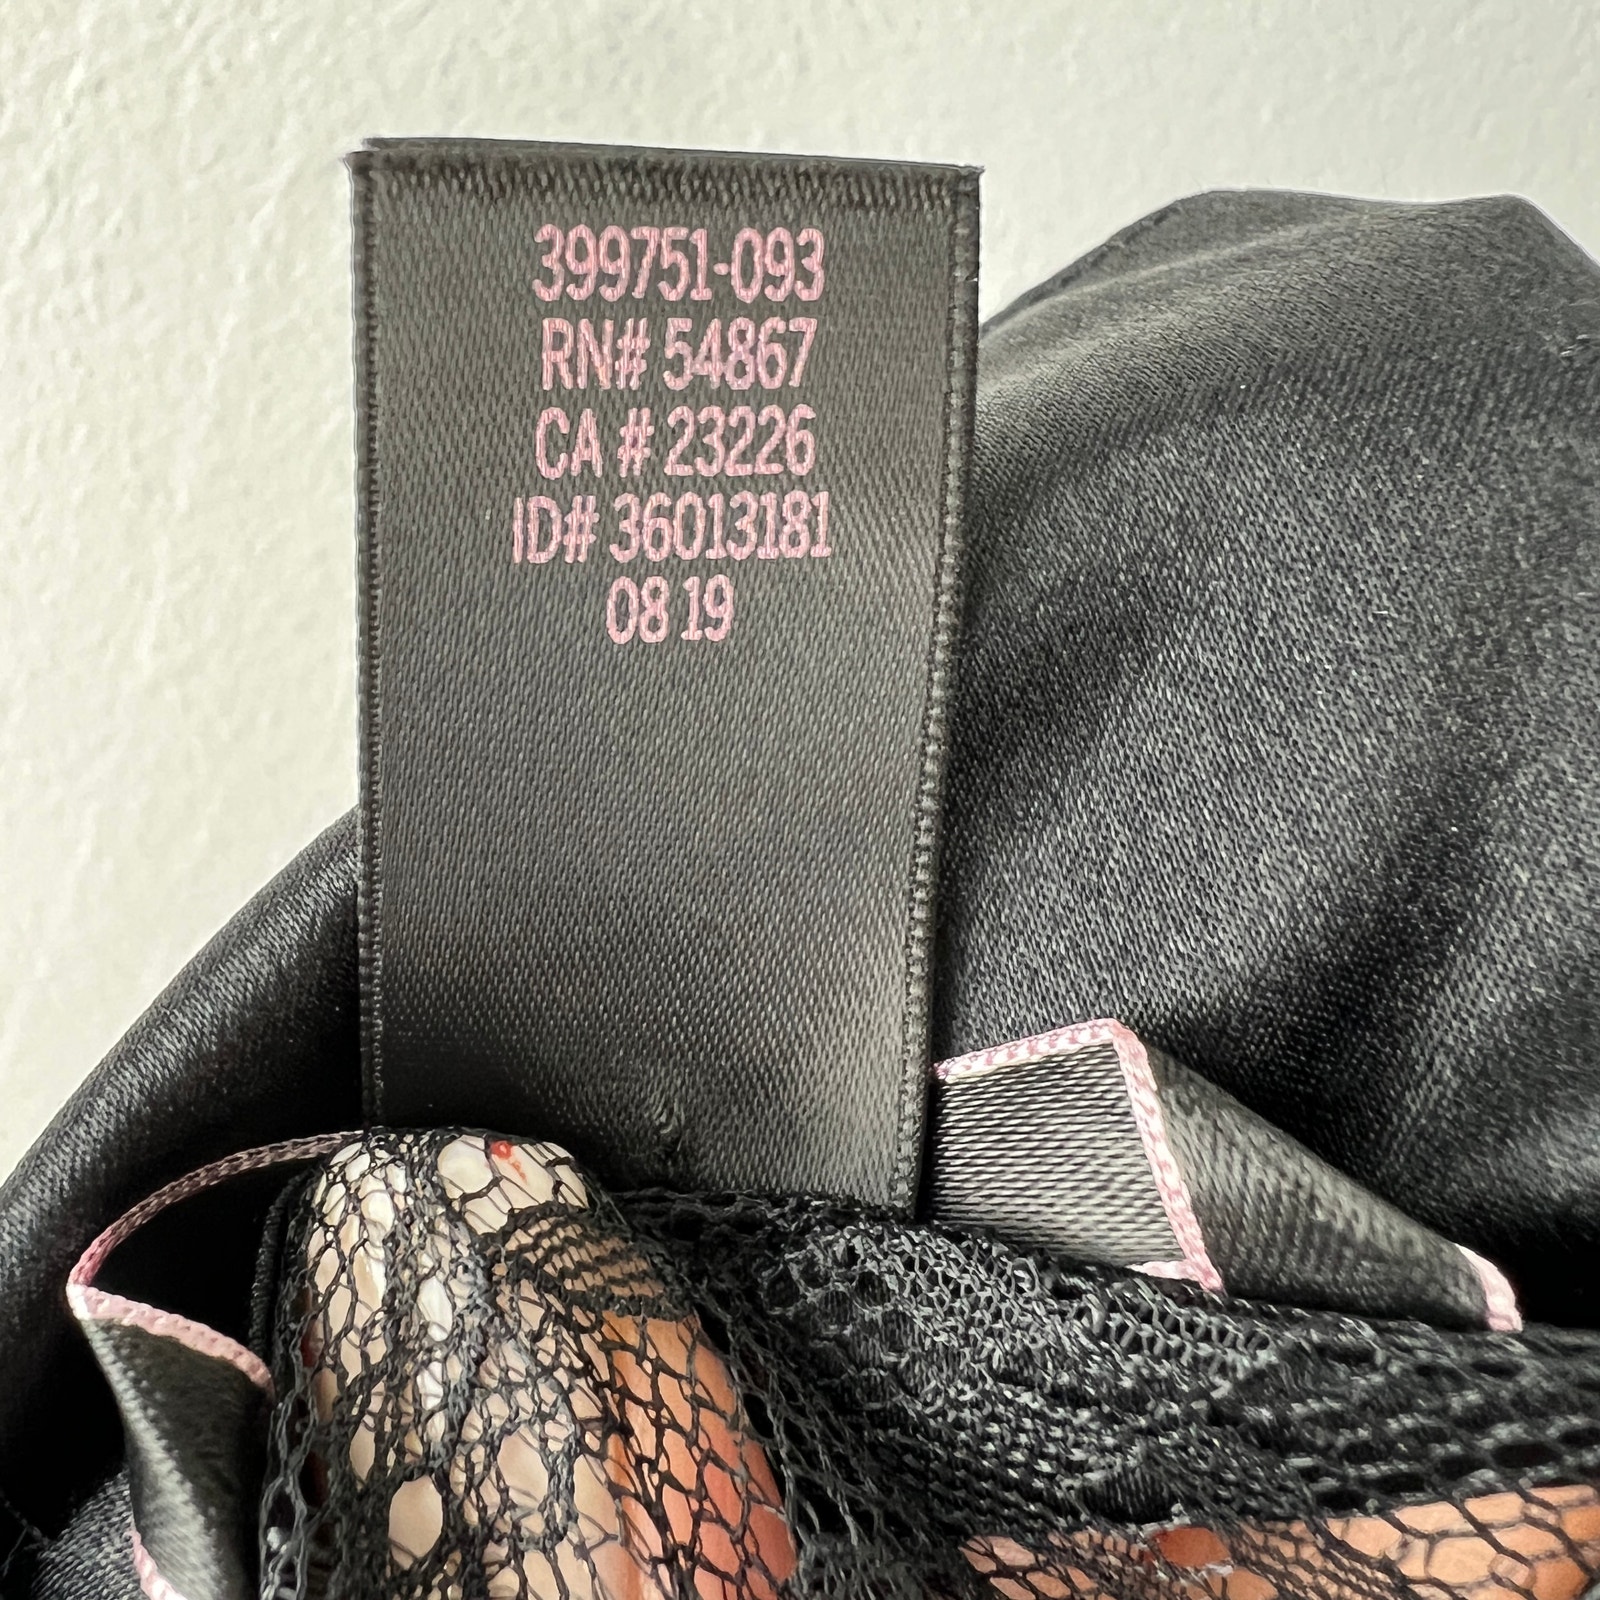 399751-093
RN# 54867
CA # 23226
ID# 36013181
08 19